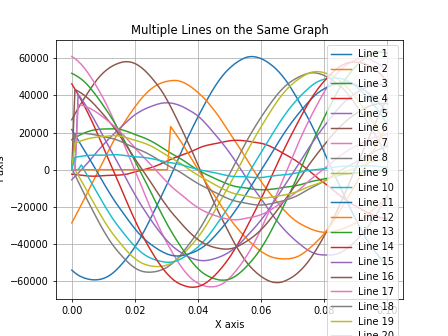 Multiple Lines on the Same Graph
60000
40000
20000
0
−20000
−40000
−60000
0.00
0.02
0.04
0.06
X axis
Line 1
Line 2
Line 3
Line 4
Line 5
Line 6
Line 7
Line 8
Line 9
Line 10
Line 11
Line 12
Line 13
Line 14
Line 15
Line 16
Line 17
Line 18
Line 19